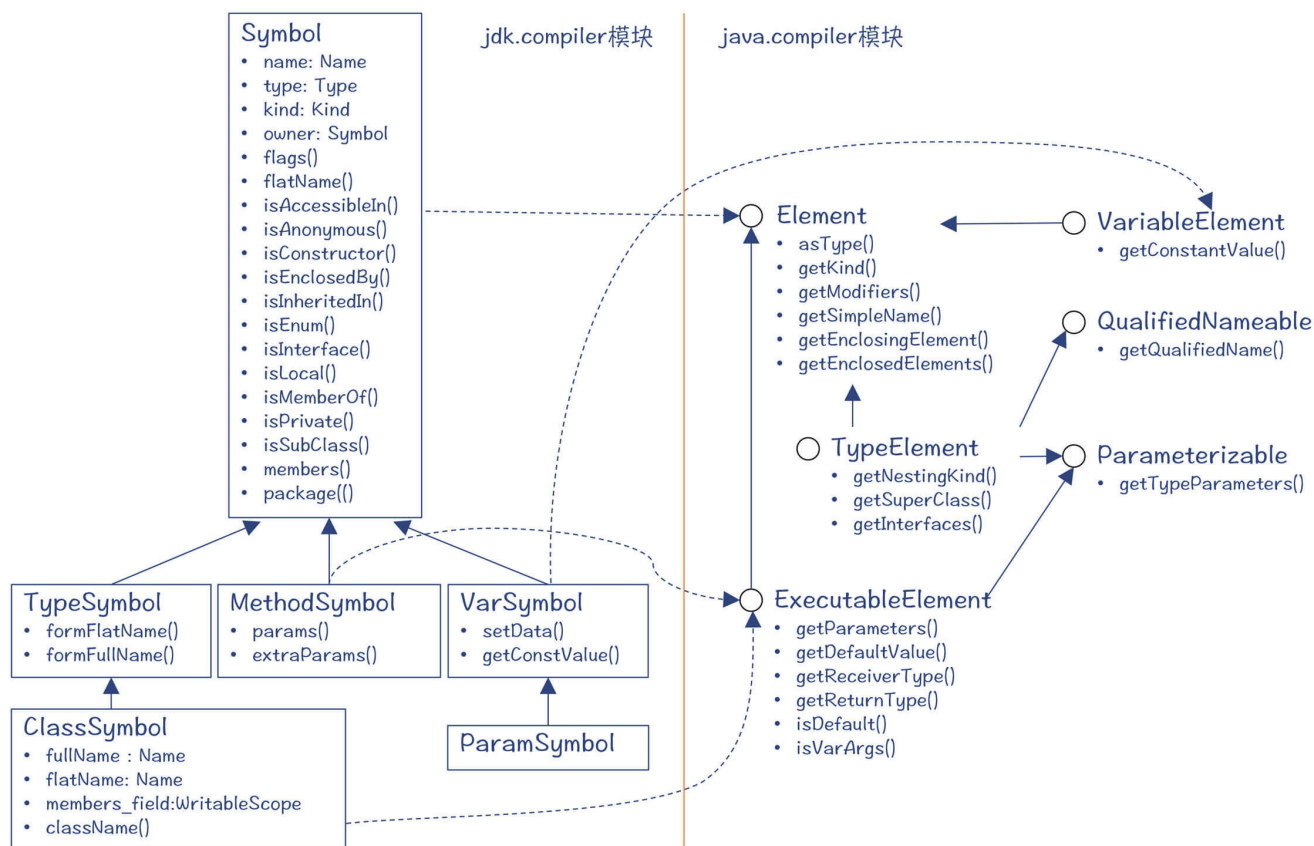 jdk.compiler模块
java.compiler模块
Symbol
• name: Name
• type: Type
• kind: Kind
• owner: Symbol
• flags()
• flatName()
• isAccessibleIn()
• isAnonymous()
• isConstructor()
• isEnclosedBy()
• isInheritedIn()
• isEnum()
• isInterface()
• isLocal()
• isMemberOf()
• isPrivate()
• isSubClass()
• members()
• package(()
TypeSymbol
• formFlatName()
• formFullName()
MethodSymbol
• params()
• extraParams()
VarSymbol
• setData()
• getConstValue()
ClassSymbol
• fullName : Name
• flatName: Name
• members_field:WritableScope
• className()
ParamSymbol
Element
• asType()
• getKind()
• getModifiers()
• getSimpleName()
• getEnclosingElement()
• getEnclosedElements()
VariableElement
• getConstantValue()
QualifiedNameable
• getQualifiedName()
TypeElement
• getNestingKind()
• getSuperClass()
• getInterfaces()
Parameterizable
• getTypeParameters()
ExecutableElement
• getParameters()
• getDefaultValue()
• getReceiverType()
• getReturnType()
• isDefault()
• isVarArgs()